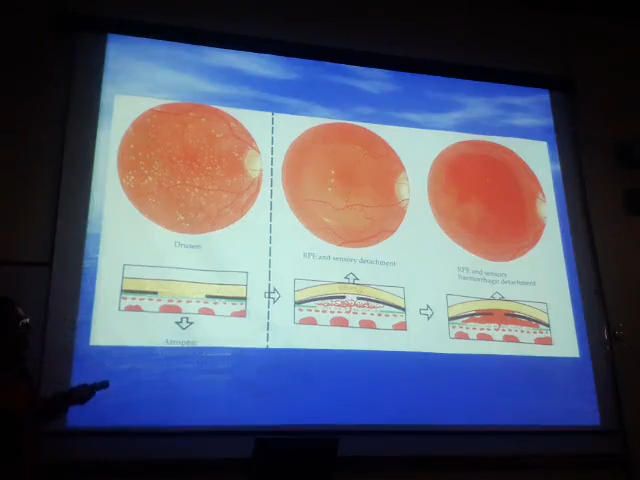 Drusen
RPE and sensory detachment
RPE and sensory
haemorrhagic detachment
Atrophic